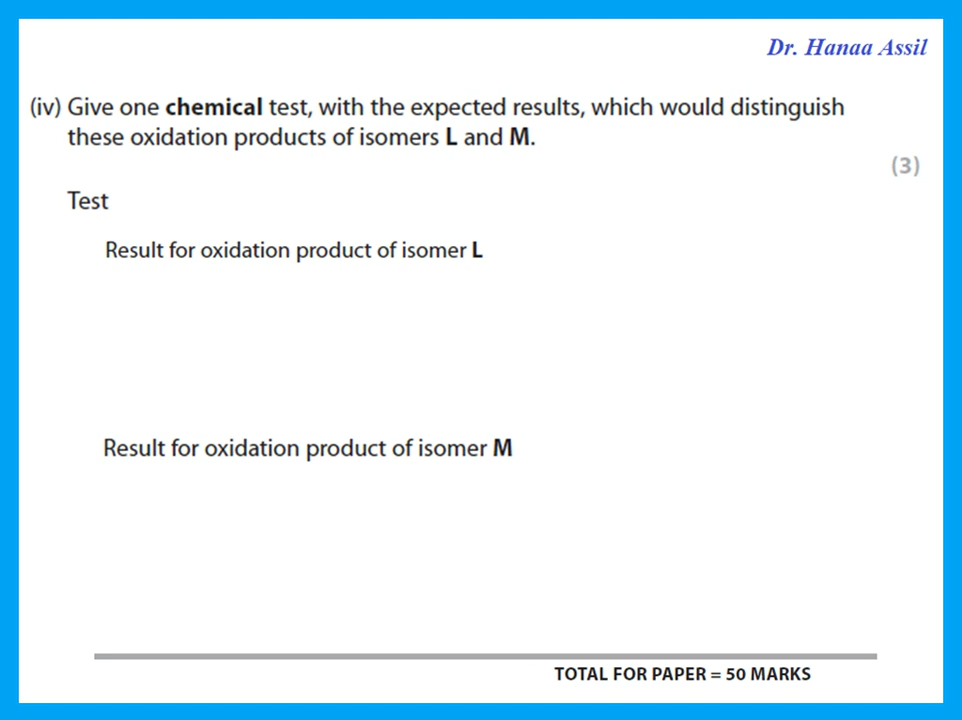 Dr. Hanaa Assil
(iv) Give one chemical test, with the expected results, which would distinguish
these oxidation products of isomers L and M.
(3)
Test
Result for oxidation product of isomer L
Result for oxidation product of isomer M
TOTAL FOR PAPER = 50 MARKS